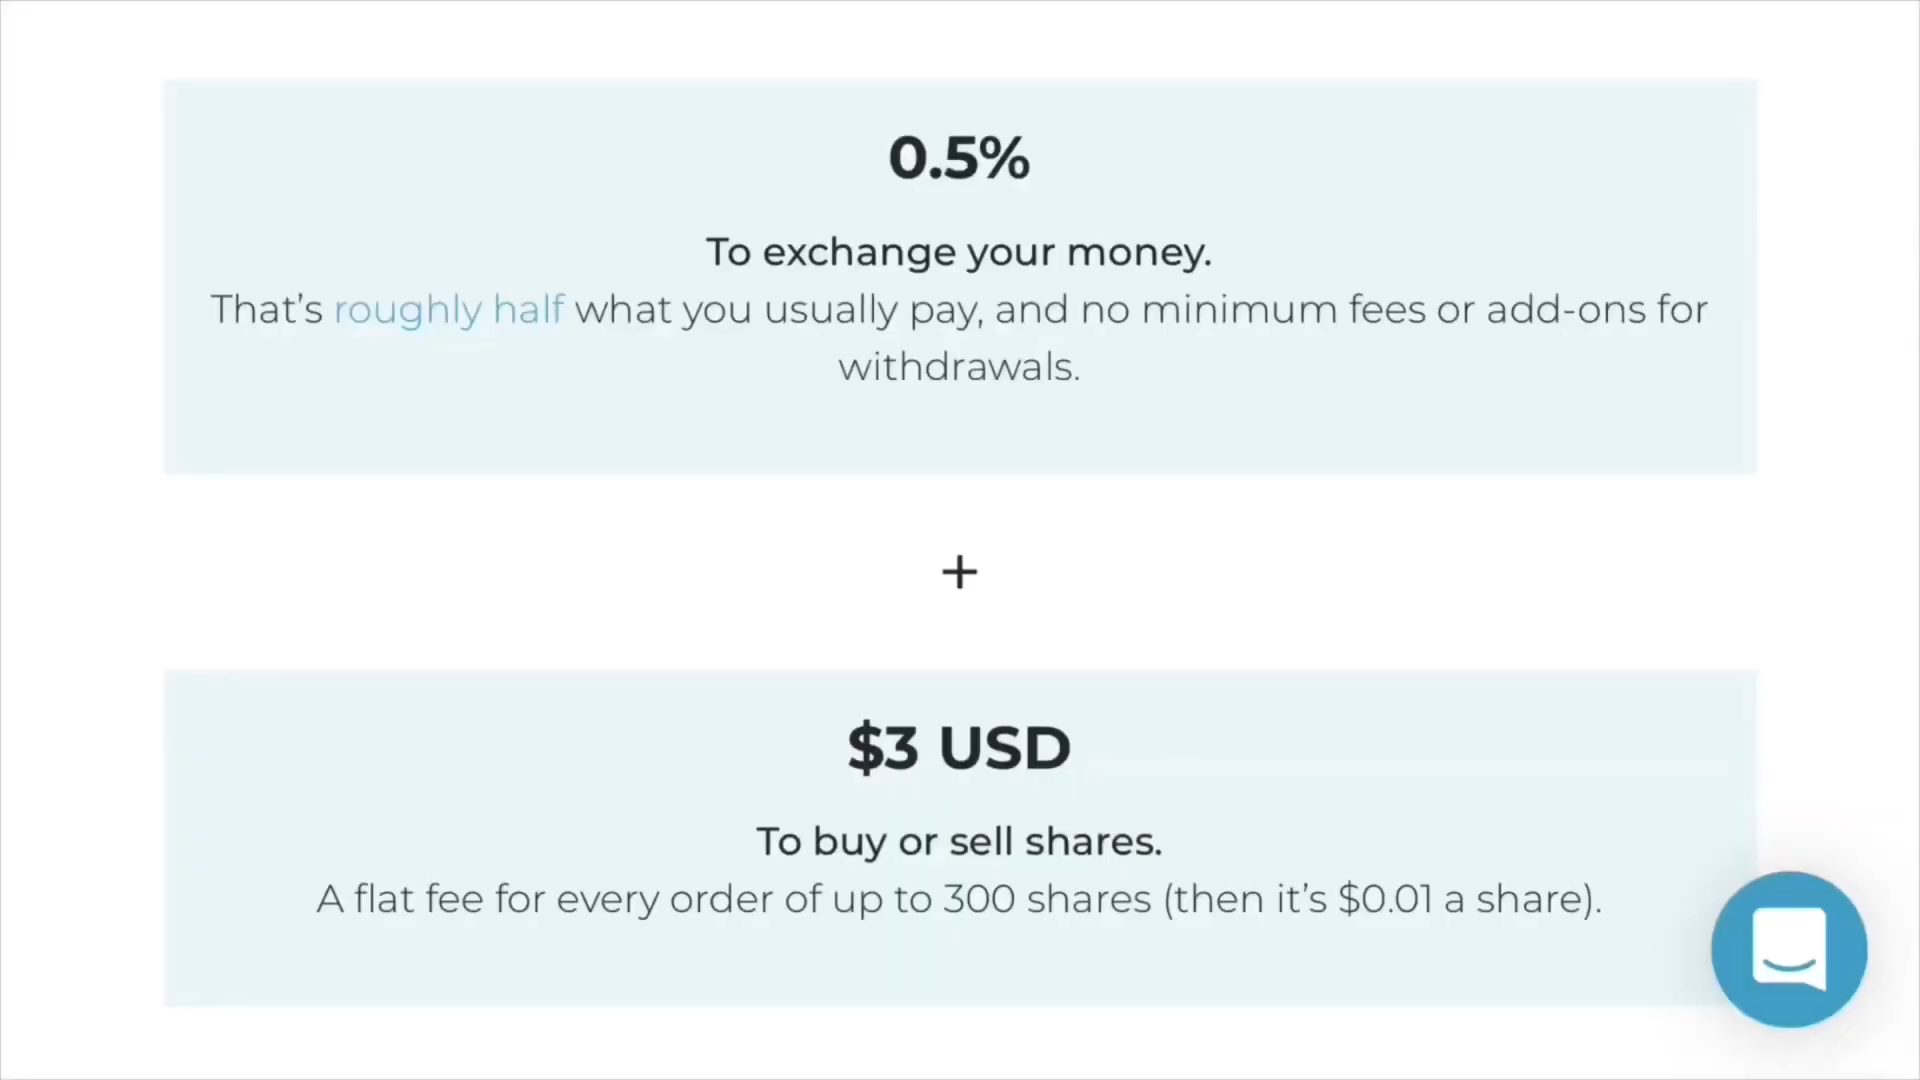 0.5%
To exchange your money.
That’s roughly half what you usually pay, and no minimum fees or add-ons for
withdrawals.
+
$3 USD
To buy or sell shares.
A flat fee for every order of up to 300 shares (then it’s $0.01 a share).